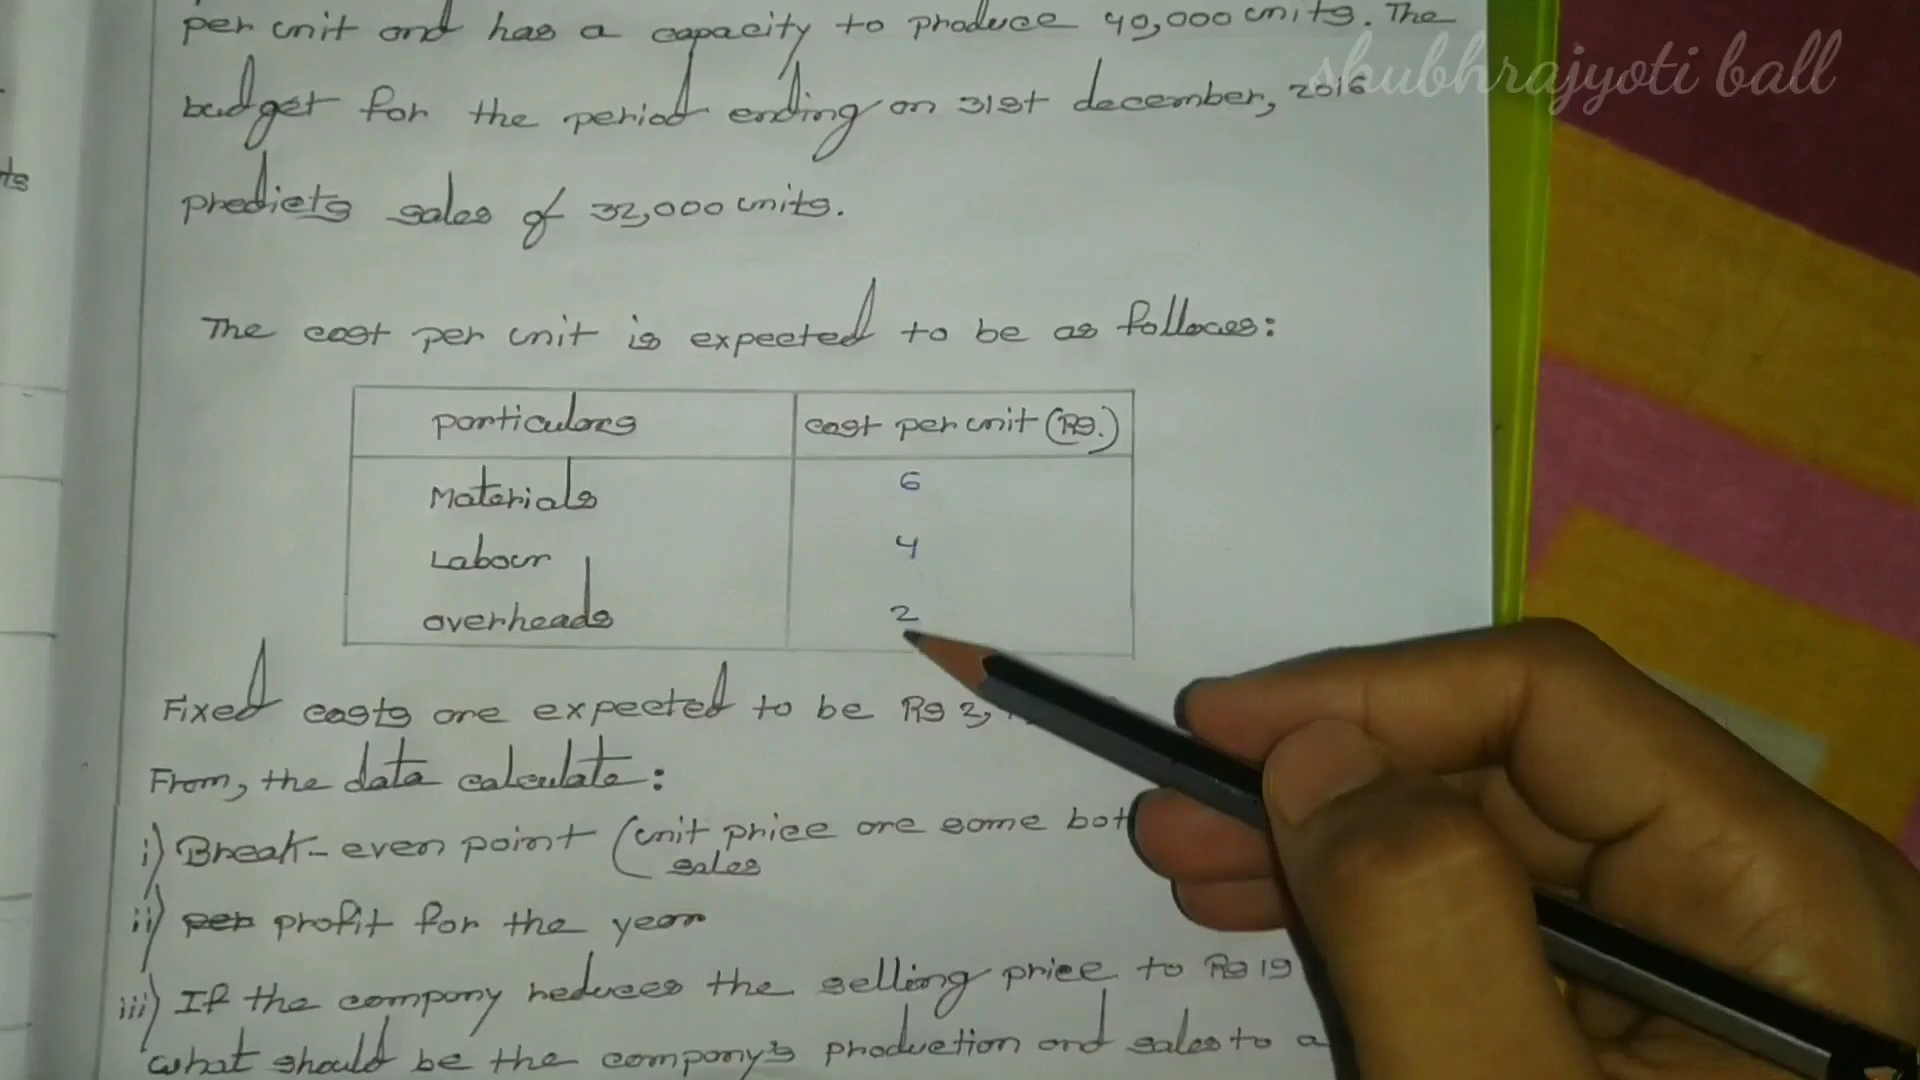 per unit and has a capacity to produce 40,000 units. The
shubhrajyoti ball
budget for the period ending on 31st december, 2016
predicts sales of 32,000 units.
ts
The cost per unit is expected to be as follows:
particulars cost per unit (Rs.)
Materials 6
Labour 4
overheads 2
Fixed costs are expected to be Rs 2,
From, the data calculate:
i) Break-even point (unit price are same bot
sales
ii) per profit for the year
iii) If the company reduces the selling price to Rs 19
what should be the company's production and sales to a